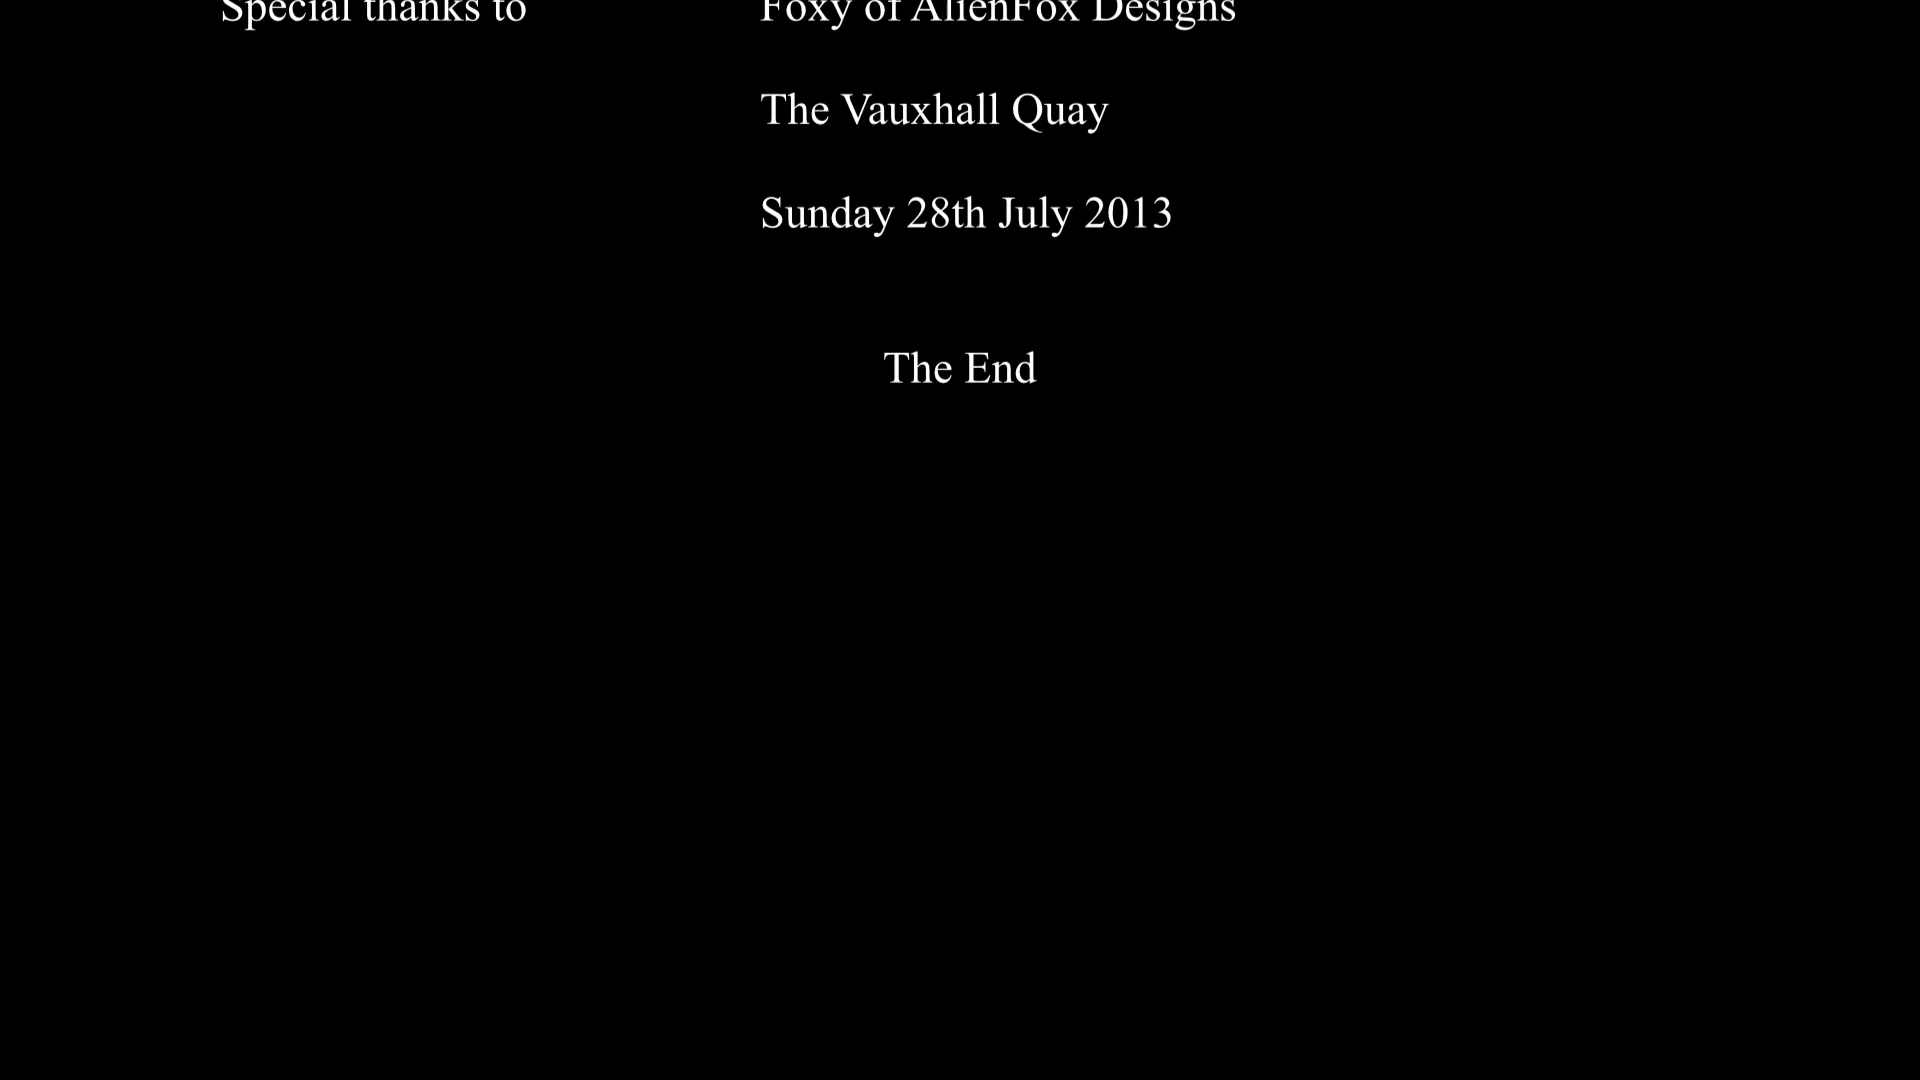 Special thanks to Foxy of AlienFox Designs
The Vauxhall Quay
Sunday 28th July 2013
The End